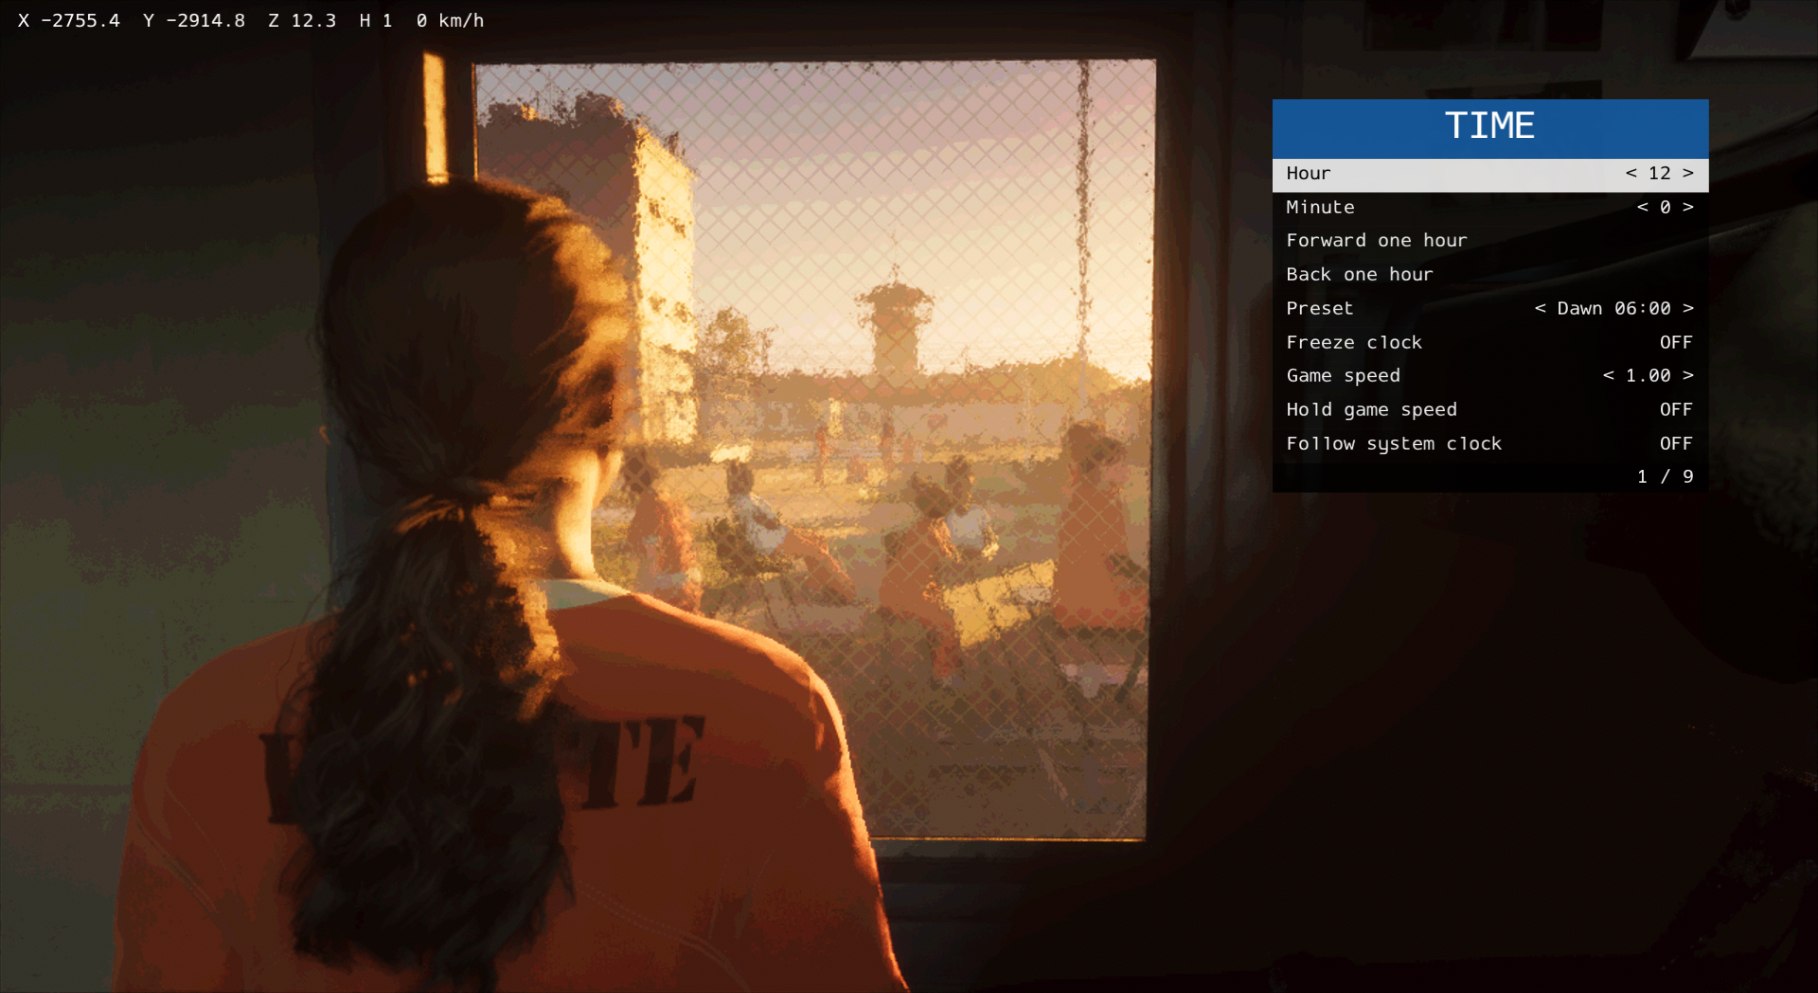 X -2755.4 Y -2914.8 Z 12.3 H 1 0 km/h
TIME
Hour < 12 >
Minute < 0 >
Forward one hour
Back one hour
Preset < Dawn 06:00 >
Freeze clock OFF
Game speed < 1.00 >
Hold game speed OFF
Follow system clock OFF
1 / 9